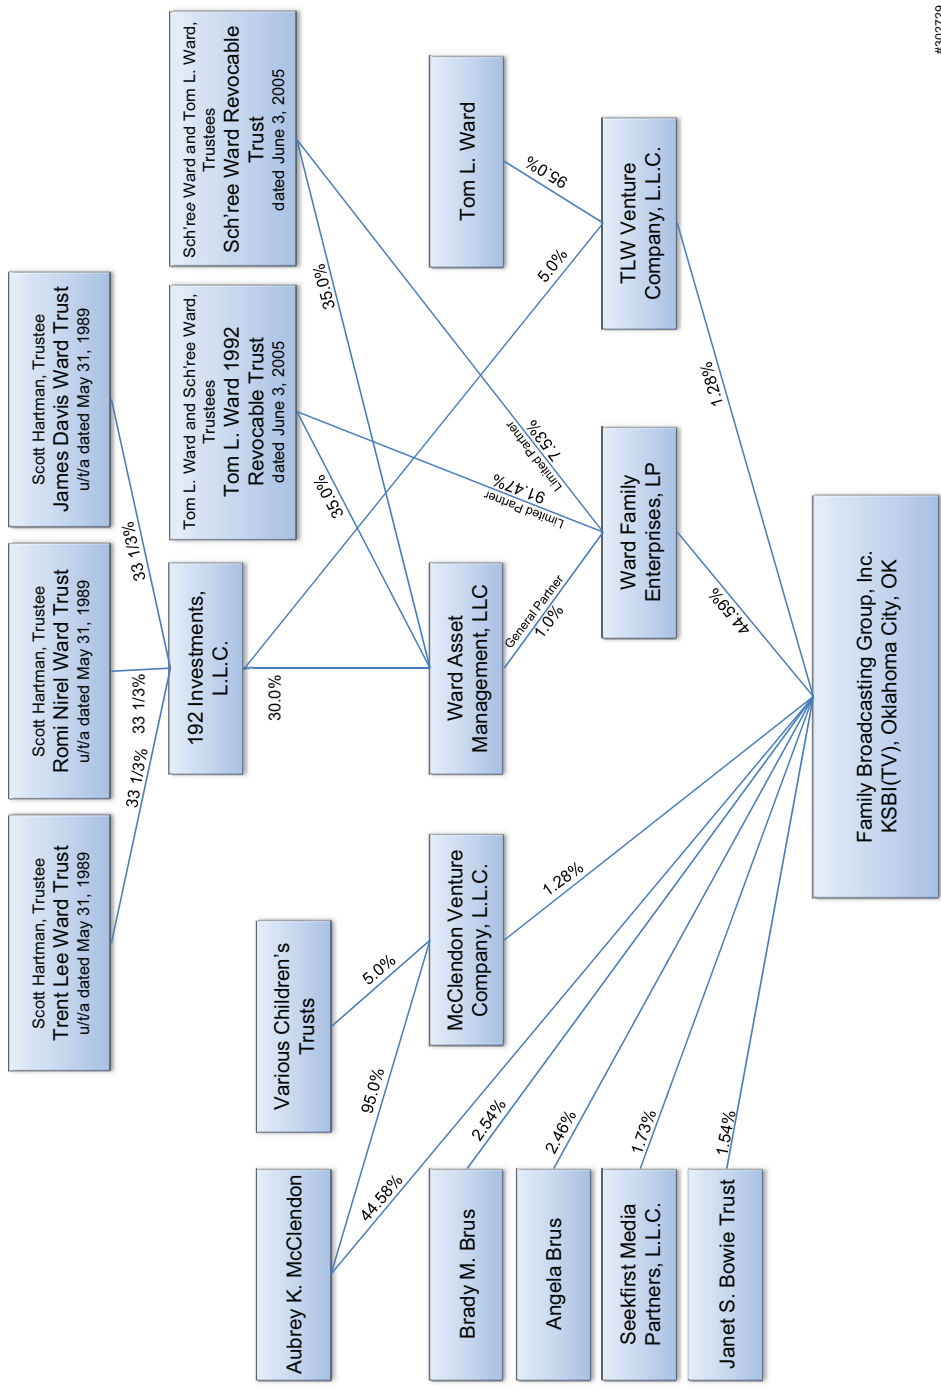 Scott Hartman, Trustee
Trent Lee Ward Trust
u/t/a dated May 31, 1989
Scott Hartman, Trustee
Romi Nirel Ward Trust
u/t/a dated May 31, 1989
Scott Hartman, Trustee
James Davis Ward Trust
u/t/a dated May 31, 1989
33 1/3%
33 1/3%
33 1/3%
192 Investments,
L.L.C.
Tom L. Ward and Sch'ree Ward,
Trustees
Tom L. Ward 1992
Revocable Trust
dated June 3, 2005
Sch'ree Ward and Tom L. Ward,
Trustees
Sch'ree Ward Revocable
Trust
dated June 3, 2005
Aubrey K. McClendon
Various Children's
Trusts
30.0%
35.0%
35.0%
95.0%
5.0%
44.58%
Brady M. Brus
McClendon Venture
Company, L.L.C.
Ward Asset
Management, LLC
Tom L. Ward
2.54%
Angela Brus
2.46%
General Partner
1.0%
91.47%
Limited Partner
7.53%
Limited Partner
5.0%
95.0%
Seekfirst Media
Partners, L.L.C.
1.73%
1.28%
Ward Family
Enterprises, LP
TLW Venture
Company, L.L.C.
Janet S. Bowie Trust
1.54%
44.59%
1.28%
Family Broadcasting Group, Inc.
KSBI(TV), Oklahoma City, OK
#302729